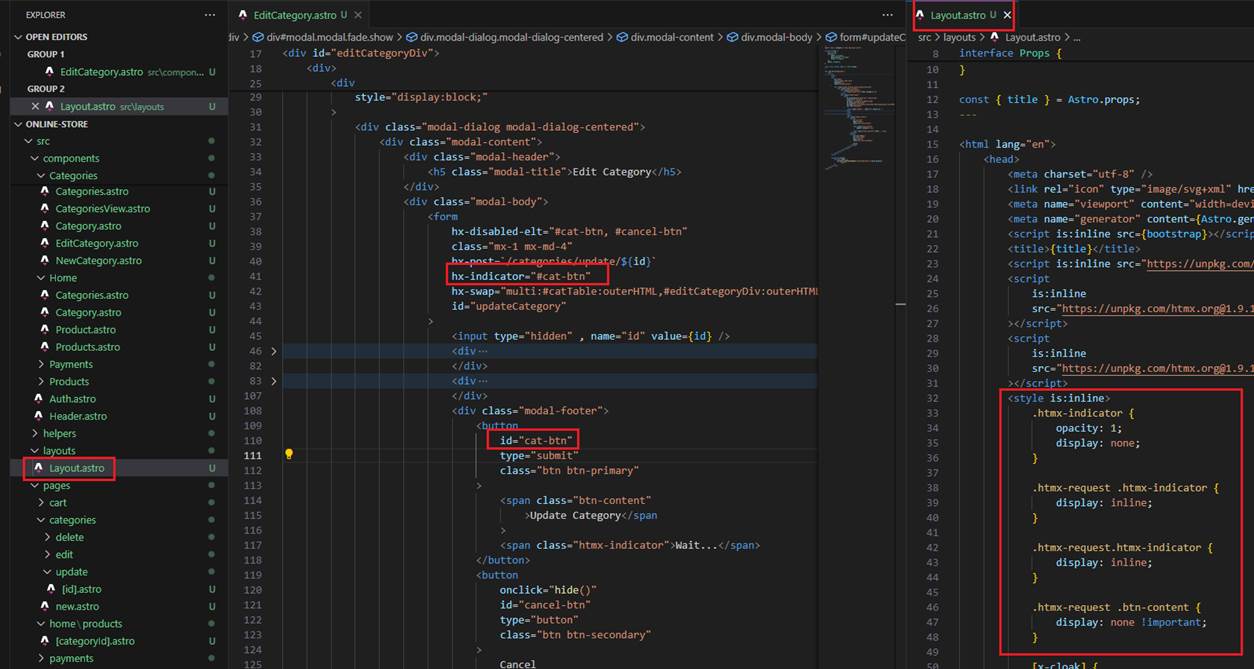 EXPLORER
OPEN EDITORS
GROUP 1
EditCategory.astro src\compon... U
GROUP 2
Layout.astro src\layouts U
ONLINE-STORE
src
components
Categories
Categories.astro U
CategoriesView.astro U
Category.astro U
EditCategory.astro U
NewCategory.astro U
Home
Categories.astro U
Category.astro U
Product.astro U
Products.astro U
Payments
Products
Auth.astro U
Header.astro U
helpers
layouts
Layout.astro U
pages
cart
categories
delete
edit
update
[id].astro U
new.astro U
home\products
[categoryId].astro U
payments
EditCategory.astro U
div > div#modal.modal.fade.show > div.modal-dialog.modal-dialog-centered > div.modal-content > div.modal-body > form#updateC
17 <div id="editCategoryDiv">
18 <div>
25 <div
29 style="display:block;"
30 >
31 <div class="modal-dialog modal-dialog-centered">
32 <div class="modal-content">
33 <div class="modal-header">
34 <h5 class="modal-title">Edit Category</h5>
35 </div>
36 <div class="modal-body">
37 <form
38 hx-disabled-elt="#cat-btn, #cancel-btn"
39 class="mx-1 mx-md-4"
40 hx-post=`/categories/update/${id}`
41 hx-indicator="#cat-btn"
42 hx-swap="multi:#catTable:outerHTML,#editCategoryDiv:outerHTML
43 id="updateCategory"
44 >
45 <input type="hidden" , name="id" value={id} />
46 <div ···
82 </div>
83 <div ···
107 </div>
108 <div class="modal-footer">
109 <button
110 id="cat-btn"
111 type="submit"
112 class="btn btn-primary"
113 >
114 <span class="btn-content"
115 >Update Category</span
116 >
117 <span class="htmx-indicator">Wait...</span>
118 </button>
119 <button
120 onclick="hide()"
121 id="cancel-btn"
122 type="button"
123 class="btn btn-secondary"
124 >
125 Cancel
Layout.astro U
src > layouts > Layout.astro > ...
8 interface Props {
10 }
11
12 const { title } = Astro.props;
13 ---
14
15 <html lang="en">
16 <head>
17 <meta charset="utf-8" />
18 <link rel="icon" type="image/svg+xml" hre
19 <meta name="viewport" content="width=devi
20 <meta name="generator" content={Astro.gen
21 <script is:inline src={bootstrap}></scrip
22 <title>{title}</title>
23 <script is:inline src="https://unpkg.com/
24 <script
25 is:inline
26 src="https://unpkg.com/htmx.org@1.9.1
27 ></script>
28 <script
29 is:inline
30 src="https://unpkg.com/htmx.org@1.9.1
31 ></script>
32 <style is:inline>
33 .htmx-indicator {
34 opacity: 1;
35 display: none;
36 }
37
38 .htmx-request .htmx-indicator {
39 display: inline;
40 }
41
42 .htmx-request.htmx-indicator {
43 display: inline;
44 }
45
46 .htmx-request .btn-content {
47 display: none !important;
48 }
49
50 [x-cloak] {